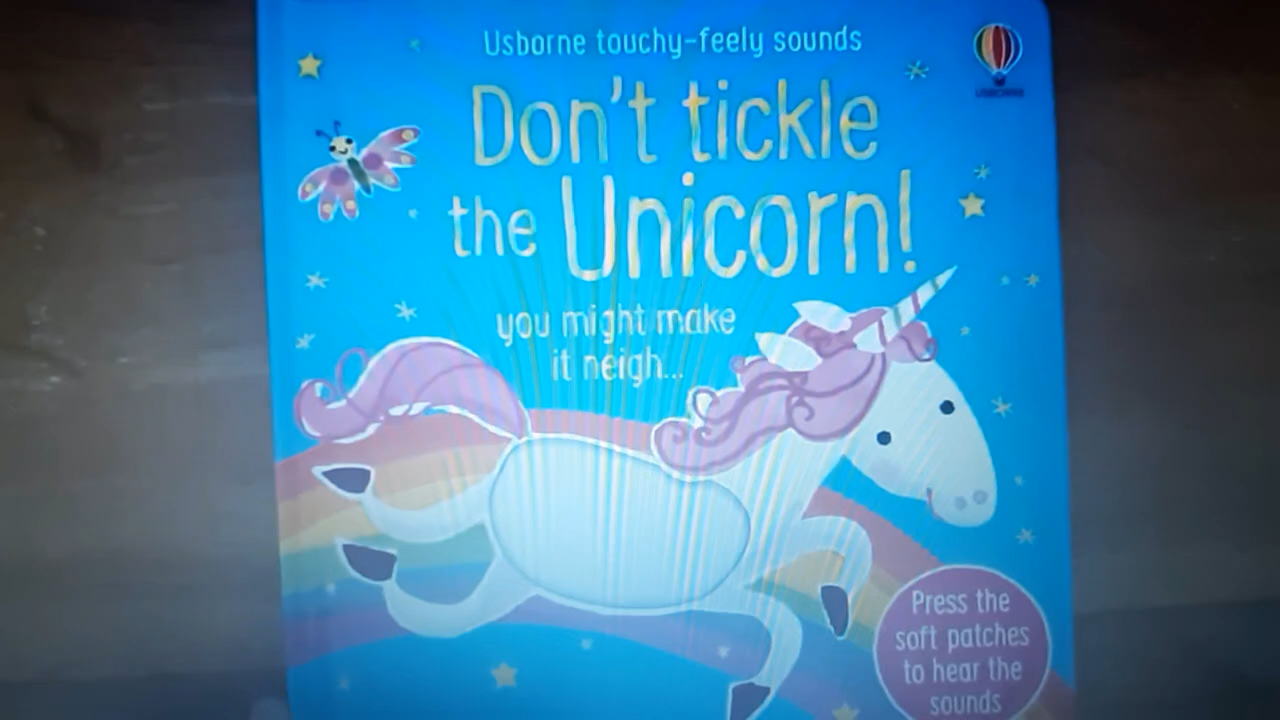 Usborne touchy-feely sounds
USBORNE
Don't tickle
the Unicorn!
you might make
it neigh...
Press the
soft patches
to hear the
sounds